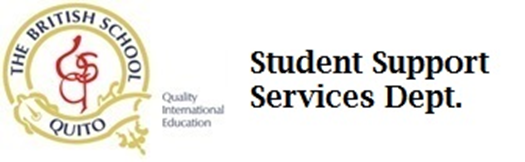 THE BRITISH SCHOOL
QUITO
Quality
International
Education
Student Support
Services Dept.